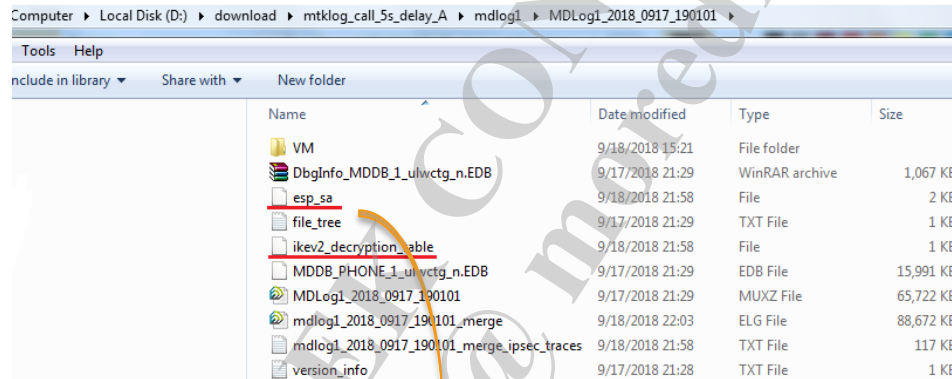 Computer ▸ Local Disk (D:) ▸ download ▸ mtklog_call_5s_delay_A ▸ mdlog1 ▸ MDLog1_2018_0917_190101 ▸
Tools Help
nclude in library Share with New folder
Name Date modified Type Size
VM 9/18/2018 15:21 File folder
DbgInfo_MDDB_1_ulwctg_n.EDB 9/17/2018 21:29 WinRAR archive 1,067 KB
esp_sa 9/18/2018 21:58 File 2 KB
file_tree 9/17/2018 21:29 TXT File 1 KB
ikev2_decryption_table 9/18/2018 21:58 File 1 KB
MDDB_PHONE_1_ulwctg_n.EDB 9/17/2018 21:29 EDB File 15,991 KB
MDLog1_2018_0917_190101 9/17/2018 21:29 MUXZ File 65,722 KB
mdlog1_2018_0917_190101_merge 9/18/2018 22:03 ELG File 88,672 KB
mdlog1_2018_0917_190101_merge_ipsec_traces 9/18/2018 21:58 TXT File 117 KB
version_info 9/17/2018 21:28 TXT File 1 KB